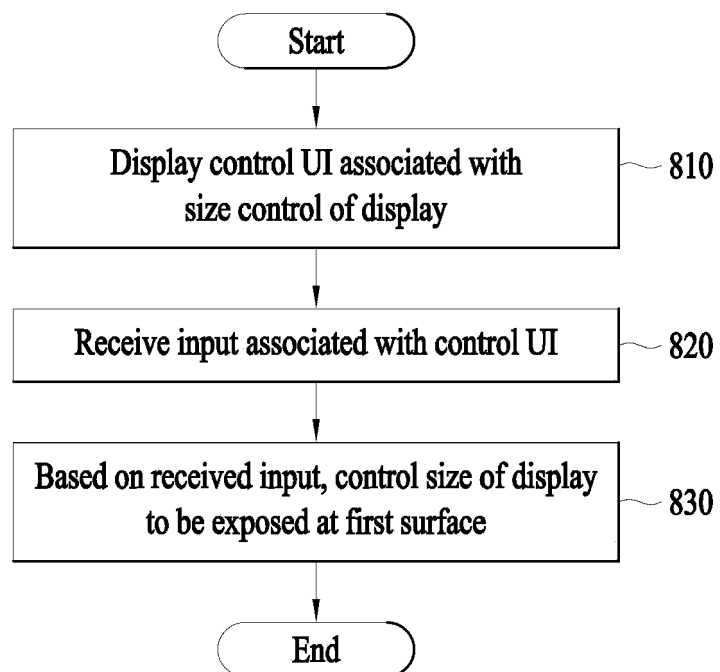 Start
Display control UI associated with
size control of display
810
Receive input associated with control UI
820
Based on received input, control size of display
to be exposed at first surface
830
End